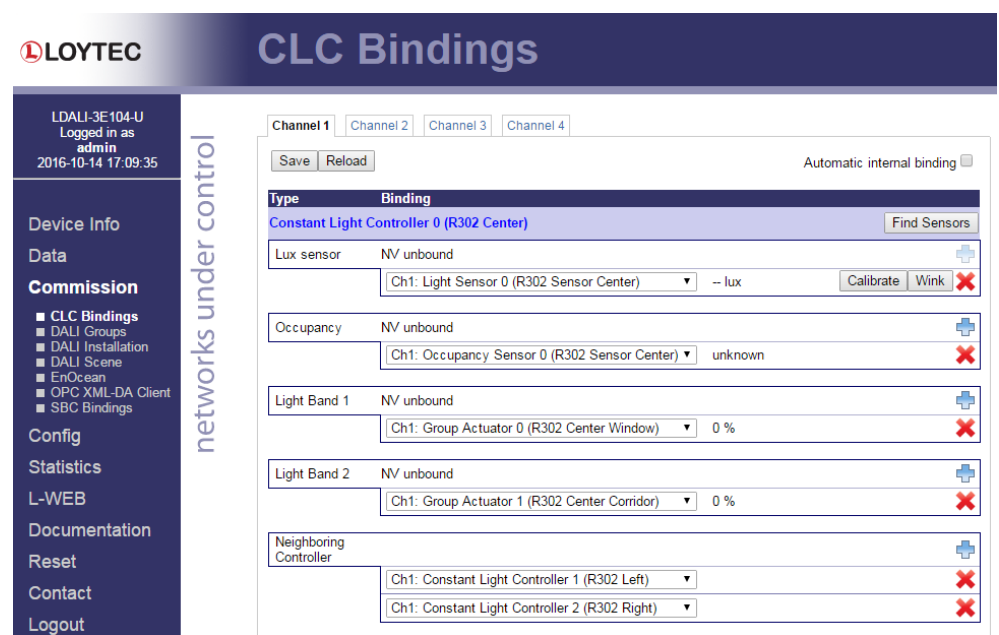 LOYTEC
CLC Bindings
LDALI-3E104-U
Logged in as
admin
2016-10-14 17:09:35
Device Info
Data
Commission
CLC Bindings
DALI Groups
DALI Installation
DALI Scene
EnOcean
OPC XML-DA Client
SBC Bindings
Config
Statistics
L-WEB
Documentation
Reset
Contact
Logout
networks under control
Channel 1 Channel 2 Channel 3 Channel 4
Save Reload Automatic internal binding
Type Binding
Constant Light Controller 0 (R302 Center) Find Sensors
Lux sensor NV unbound
Ch1: Light Sensor 0 (R302 Sensor Center) -- lux Calibrate Wink
Occupancy NV unbound
Ch1: Occupancy Sensor 0 (R302 Sensor Center) unknown
Light Band 1 NV unbound
Ch1: Group Actuator 0 (R302 Center Window) 0 %
Light Band 2 NV unbound
Ch1: Group Actuator 1 (R302 Center Corridor) 0 %
Neighboring
Controller
Ch1: Constant Light Controller 1 (R302 Left)
Ch1: Constant Light Controller 2 (R302 Right)